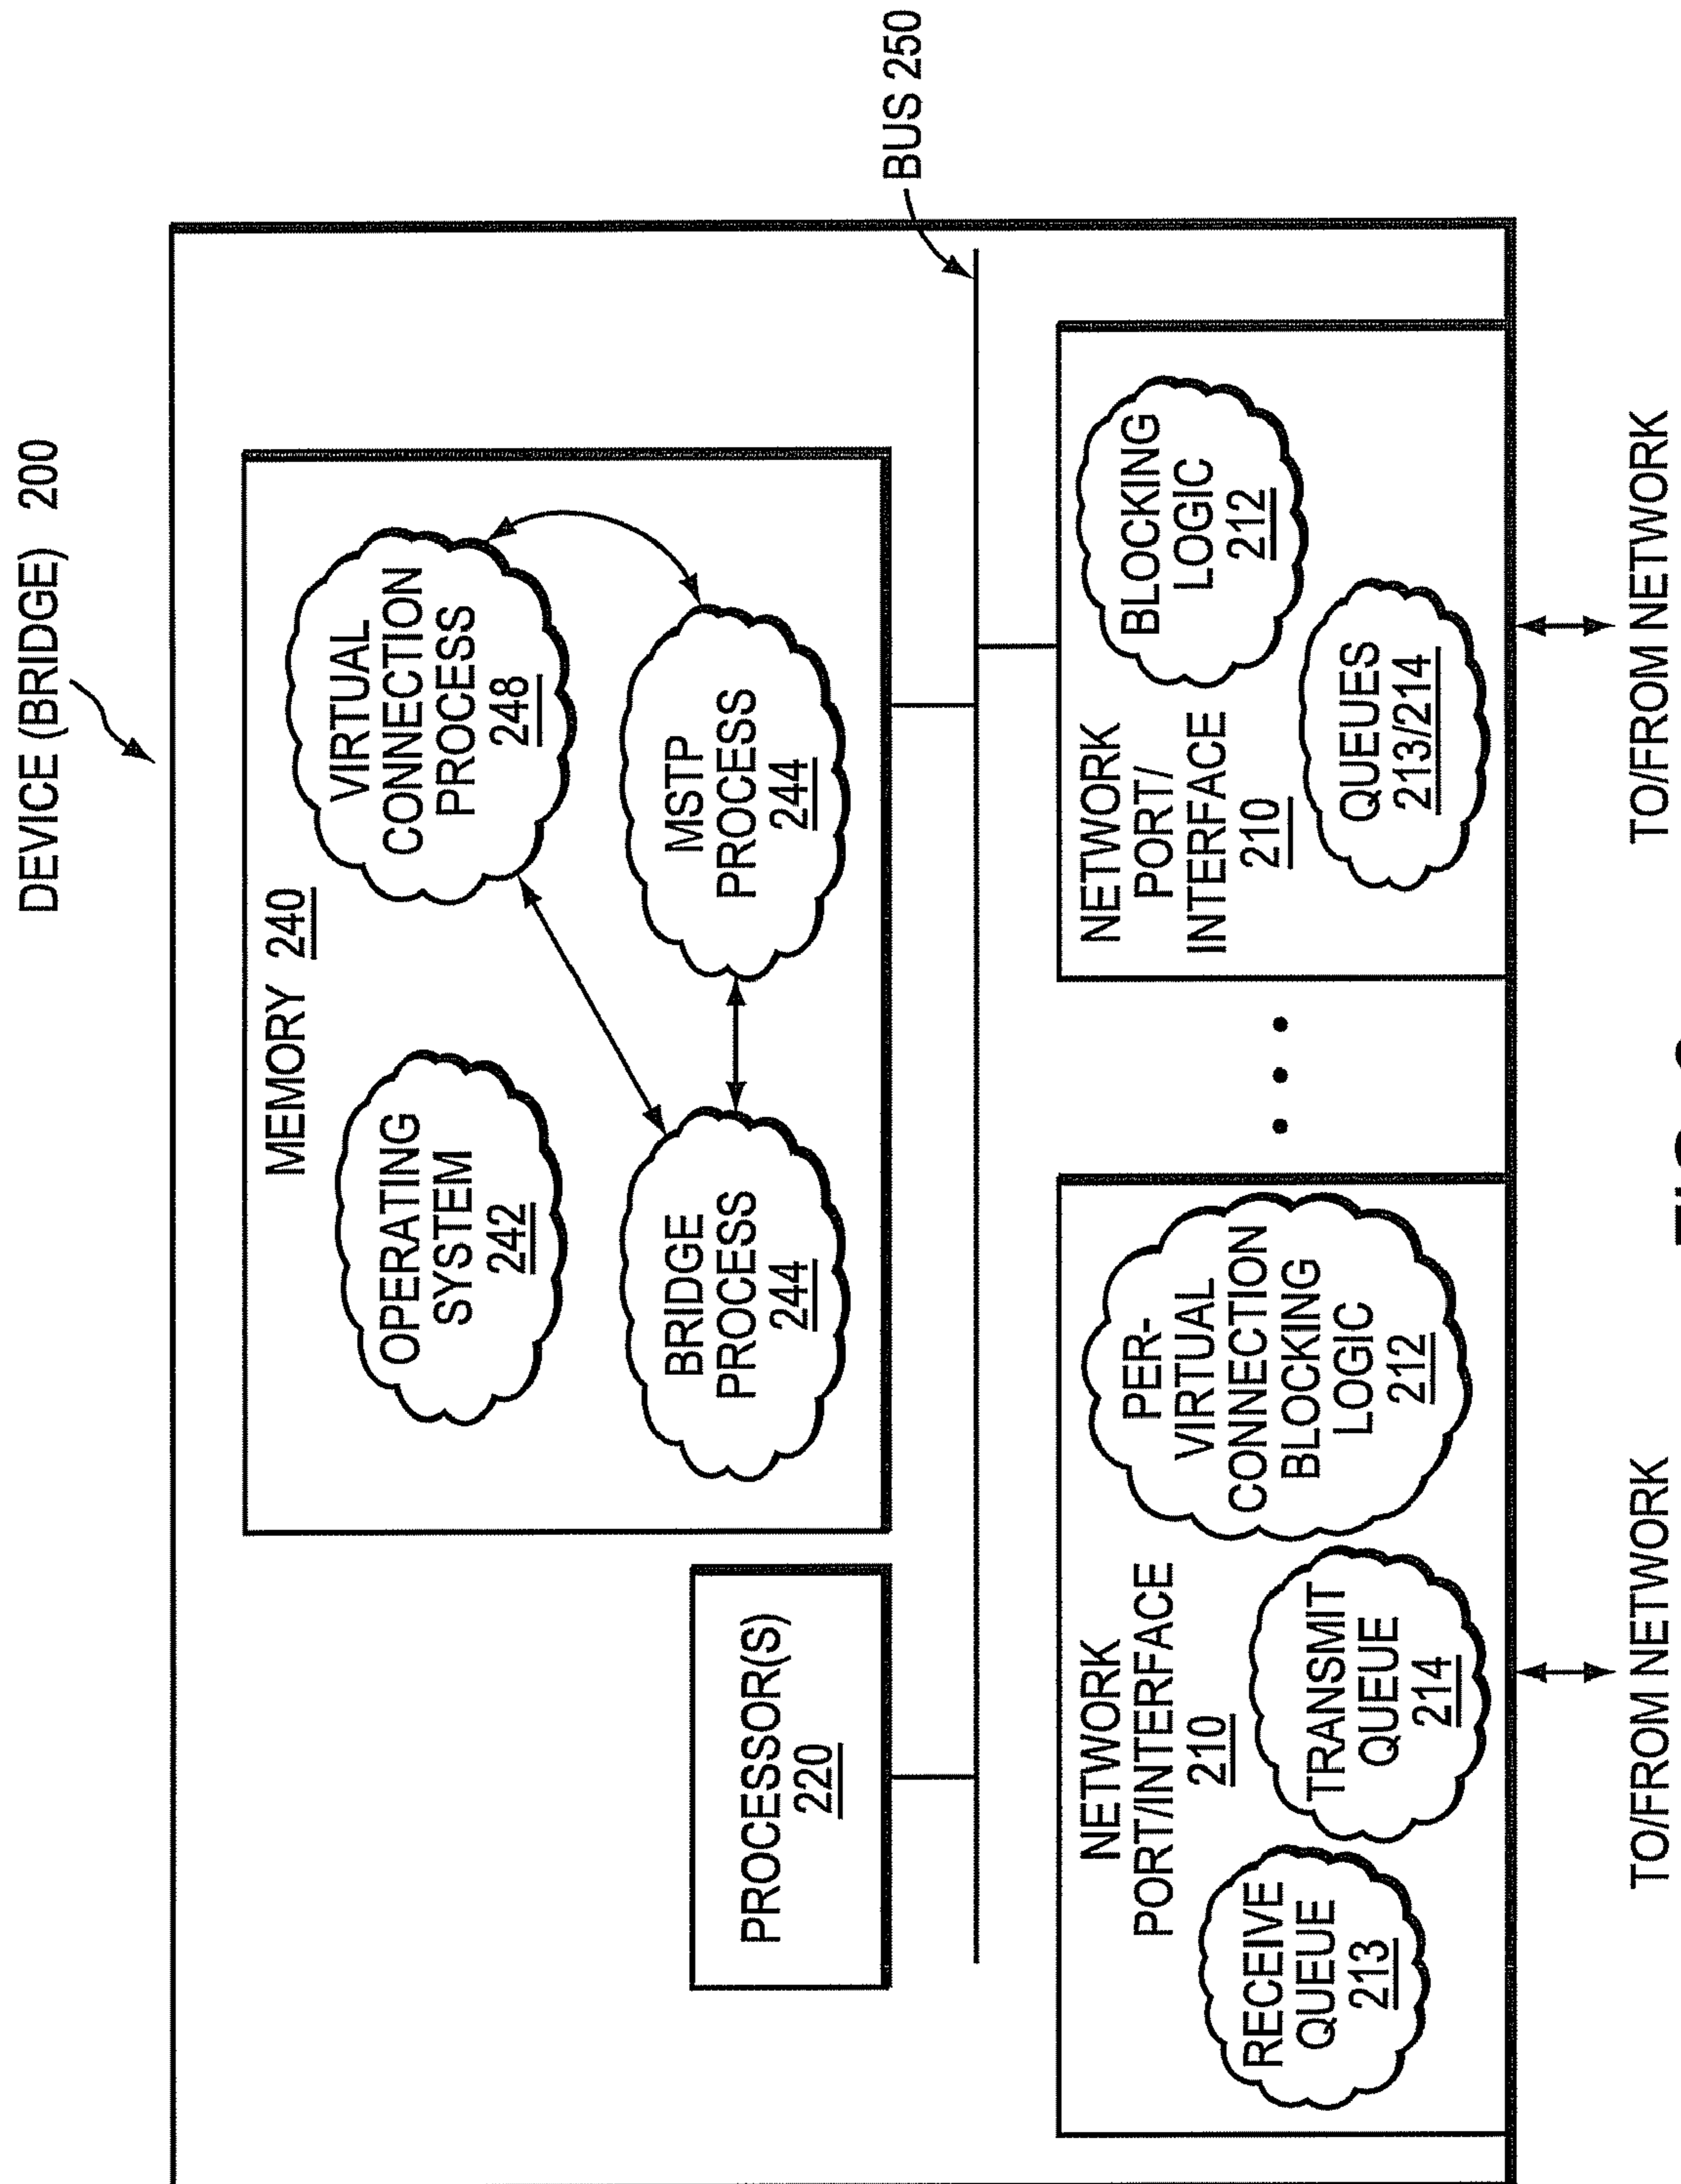 DEVICE (BRIDGE) 200
MEMORY 240
OPERATING
SYSTEM
242
VIRTUAL
CONNECTION
PROCESS
248
BRIDGE
PROCESS
244
MSTP
PROCESS
244
PROCESSOR(S)
220
BUS 250
NETWORK
PORT/INTERFACE
210
RECEIVE
QUEUE
213
TRANSMIT
QUEUE
214
PER-
VIRTUAL
CONNECTION
BLOCKING
LOGIC
212
NETWORK
PORT/
INTERFACE
210
BLOCKING
LOGIC
212
QUEUES
213/214
TO/FROM NETWORK
TO/FROM NETWORK